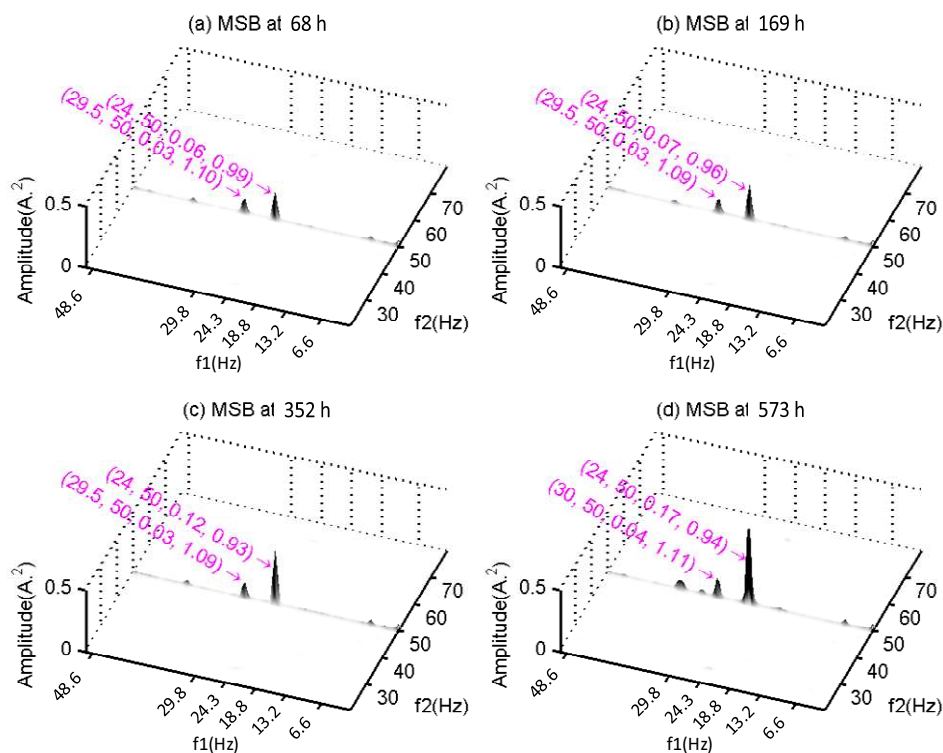 (a) MSB at 68 h
(24, 50, 0.06, 0.99)→
(29.5, 50, 0.03, 1.10)→
Amplitude(A.²)
0.5
0
48.6
29.8
24.3
18.8
13.2
6.6
f1(Hz)
70
60
50
40
30
f2(Hz)
(b) MSB at 169 h
(24, 50, 0.07, 0.96)→
(29.5, 50, 0.03, 1.09)→
Amplitude(A.²)
0.5
0
48.6
29.8
24.3
18.8
13.2
6.6
f1(Hz)
70
60
50
40
30
f2(Hz)
(c) MSB at 352 h
(24, 50, 0.12, 0.93)→
(29.5, 50, 0.03, 1.09)→
Amplitude(A.²)
0.5
0
48.6
29.8
24.3
18.8
13.2
6.6
f1(Hz)
70
60
50
40
30
f2(Hz)
(d) MSB at 573 h
(24, 50, 0.17, 0.94)→
(30, 50, 0.04, 1.11)→
Amplitude(A.²)
0.5
0
48.6
29.8
24.3
18.8
13.2
6.6
f1(Hz)
70
60
50
40
30
f2(Hz)